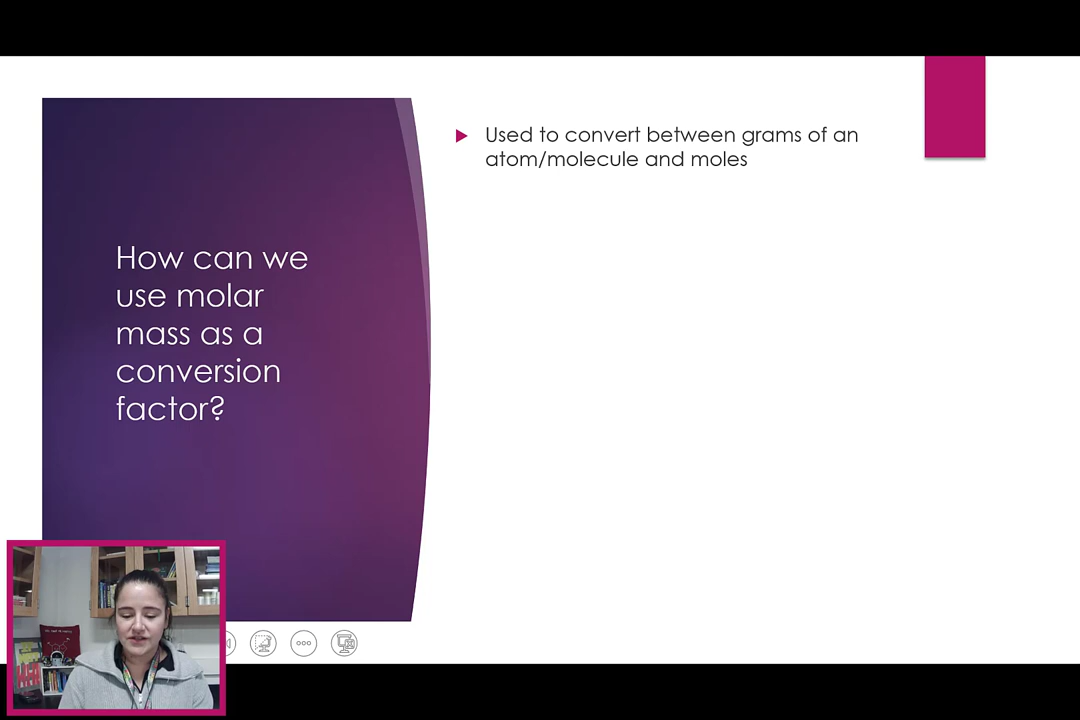 How can we
use molar
mass as a
conversion
factor?
Used to convert between grams of an
atom/molecule and moles